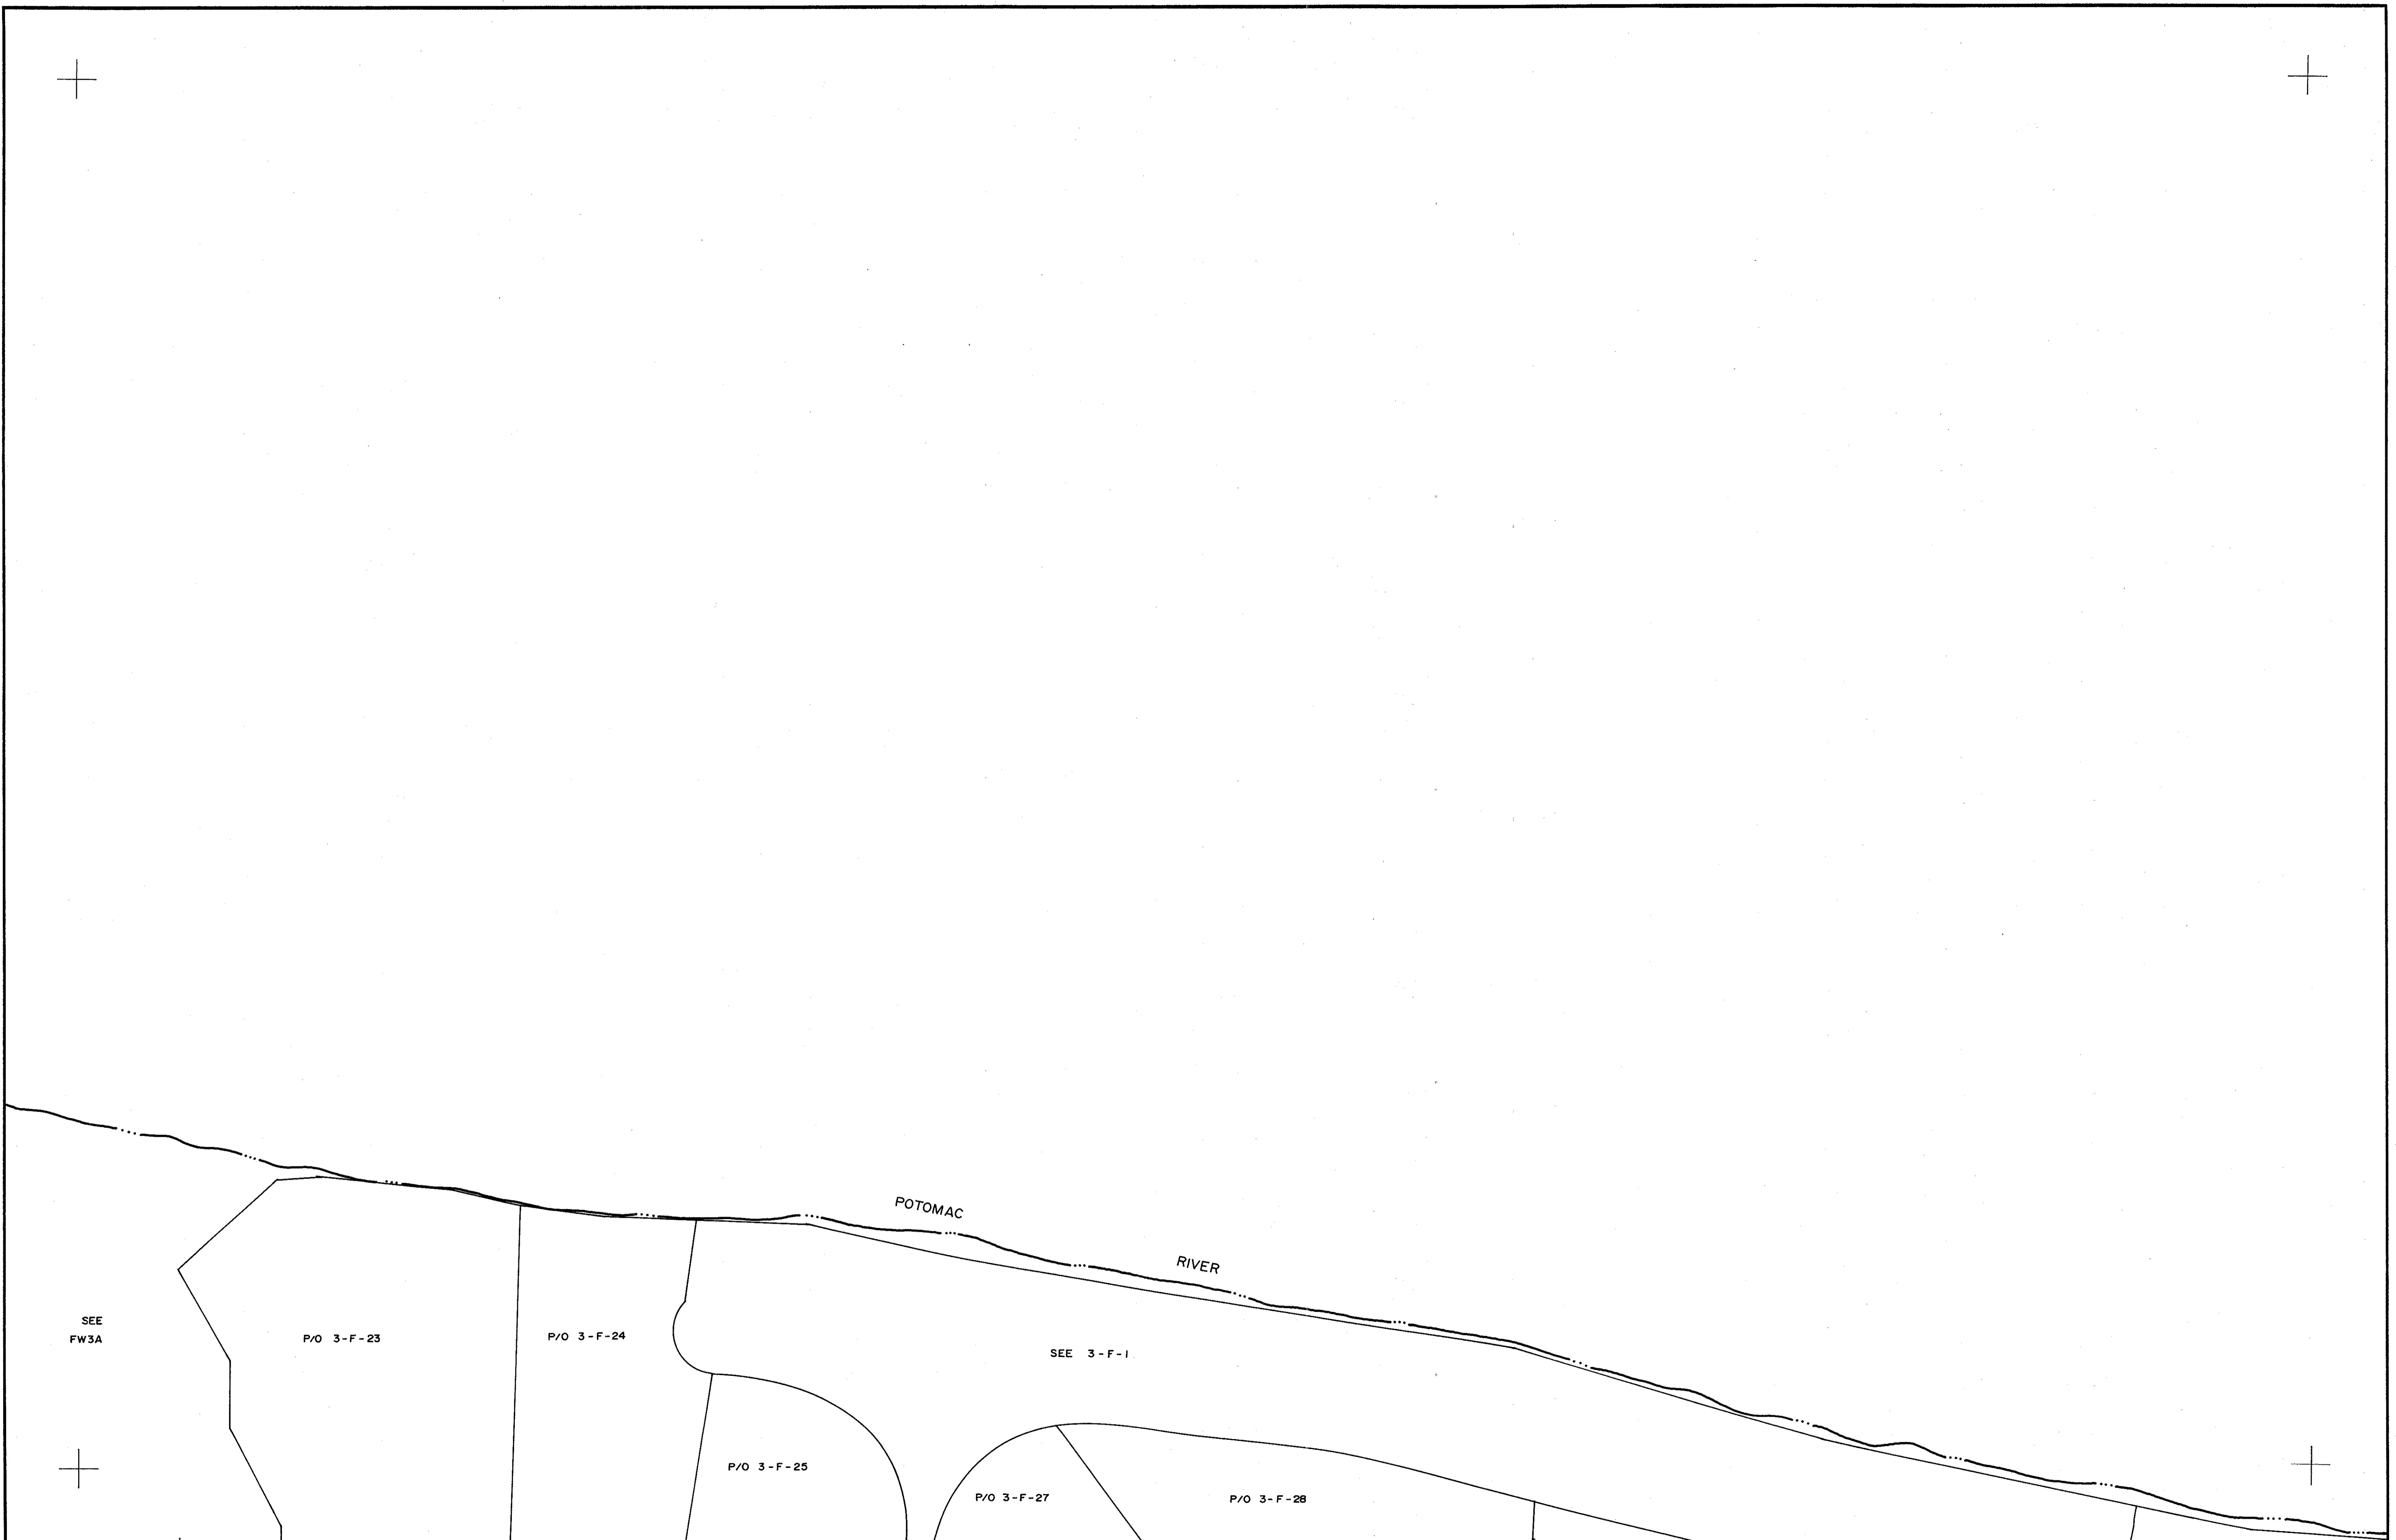 POTOMAC
RIVER
SEE
FW3A
P/O 3-F-23
P/O 3-F-24
SEE 3-F-1
P/O 3-F-25
P/O 3-F-27
P/O 3-F-28